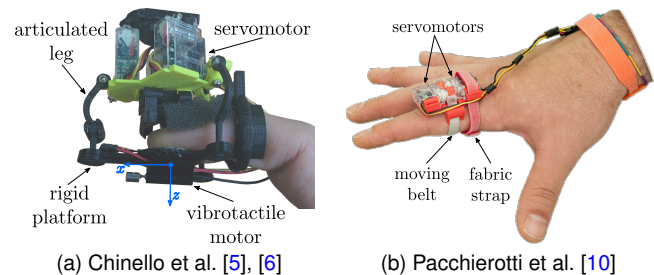 articulated
leg
servomotor
x
z
rigid
platform
vibrotactile
motor
(a) Chinello et al. [5], [6]
servomotors
moving
belt
fabric
strap
(b) Pacchierotti et al. [10]